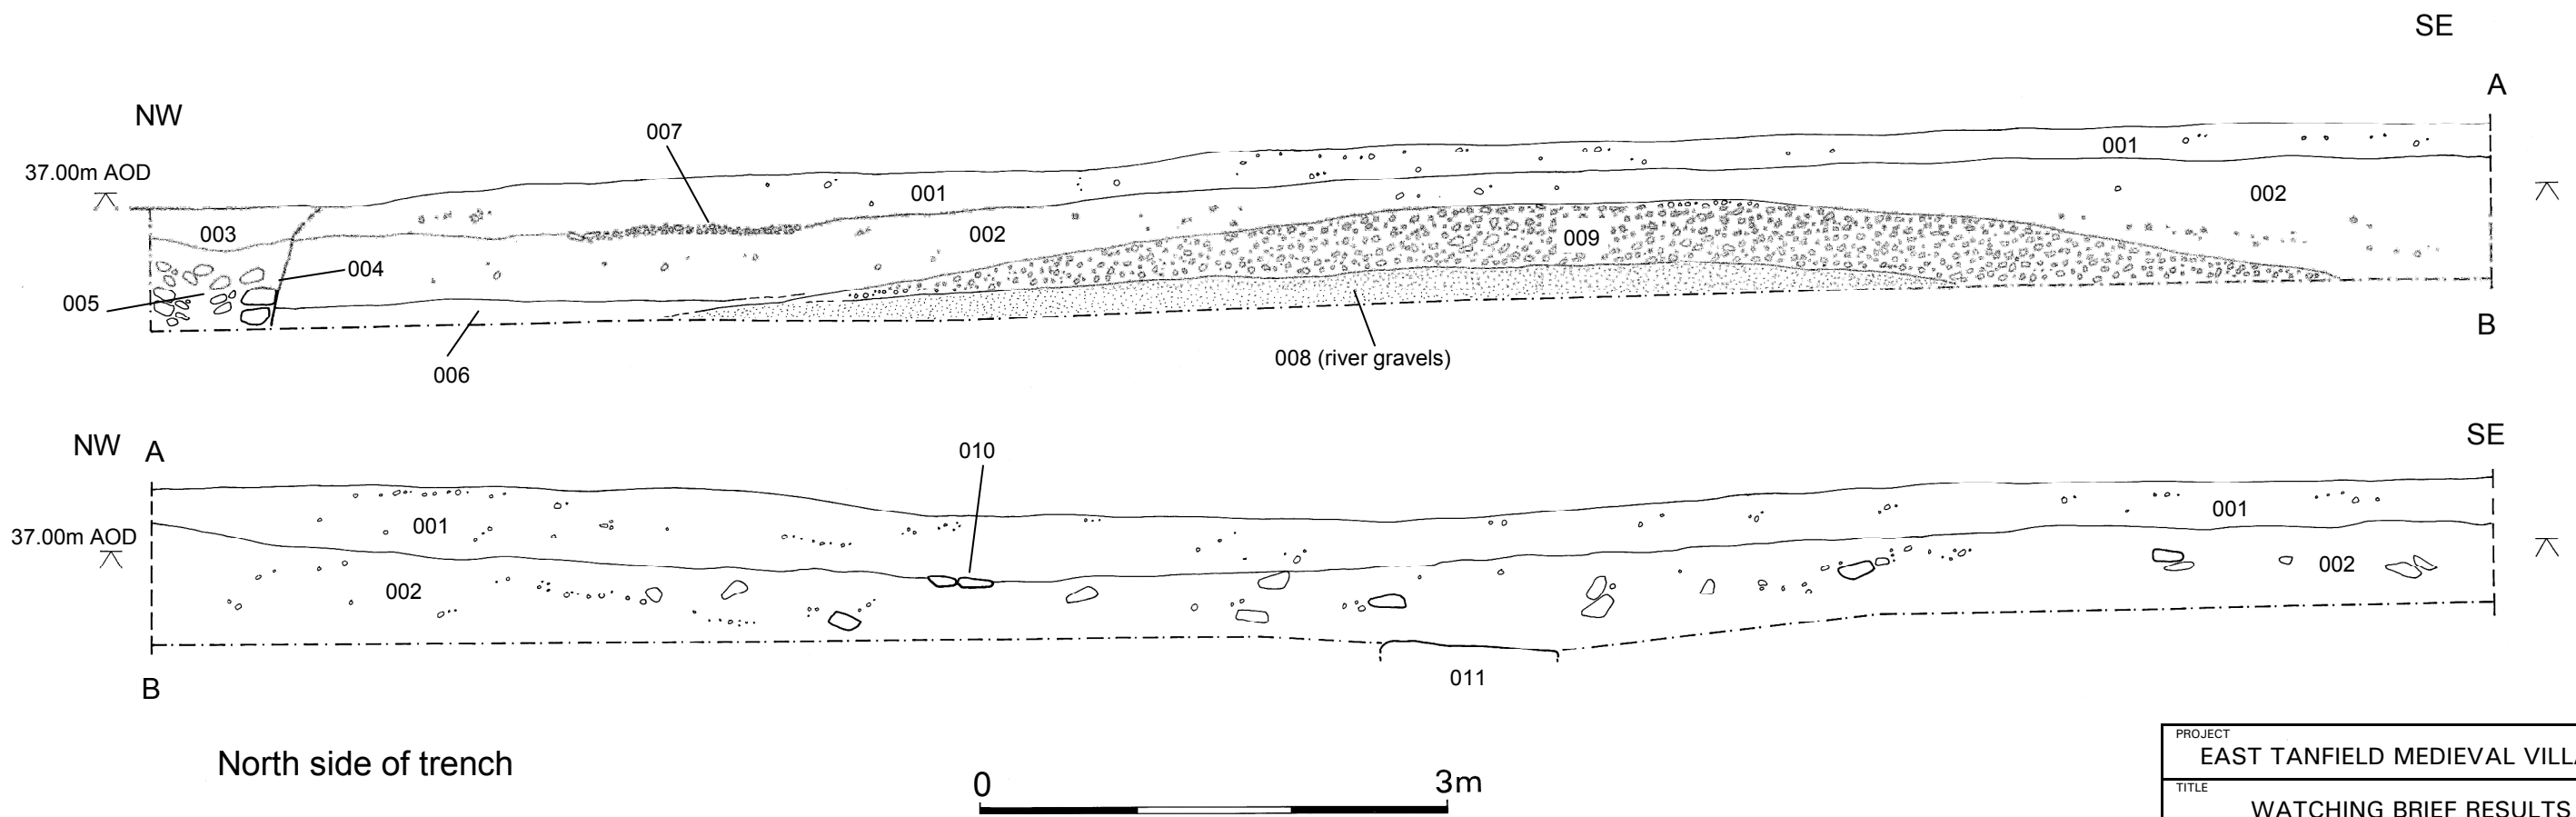 SE
A
NW
007
37.00m AOD
001
001
002
003
002
009
004
005
B
008 (river gravels)
006
NW A
010
SE
001
001
37.00m AOD
002
002
011
B
North side of trench
0 3m
PROJECT
EAST TANFIELD MEDIEVAL VILL
TITLE
WATCHING BRIEF RESULTS